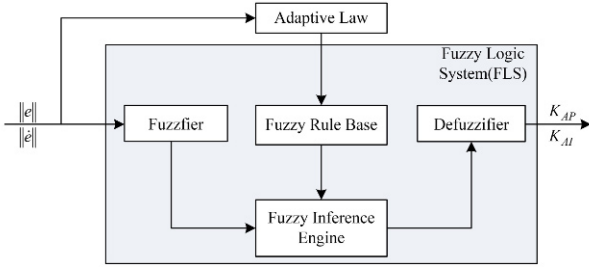 Adaptive Law
Fuzzy Logic
System(FLS)
‖e‖
‖ė‖
Fuzzfier
Fuzzy Rule Base
Defuzzifier
K_AP
K_AI
Fuzzy Inference
Engine